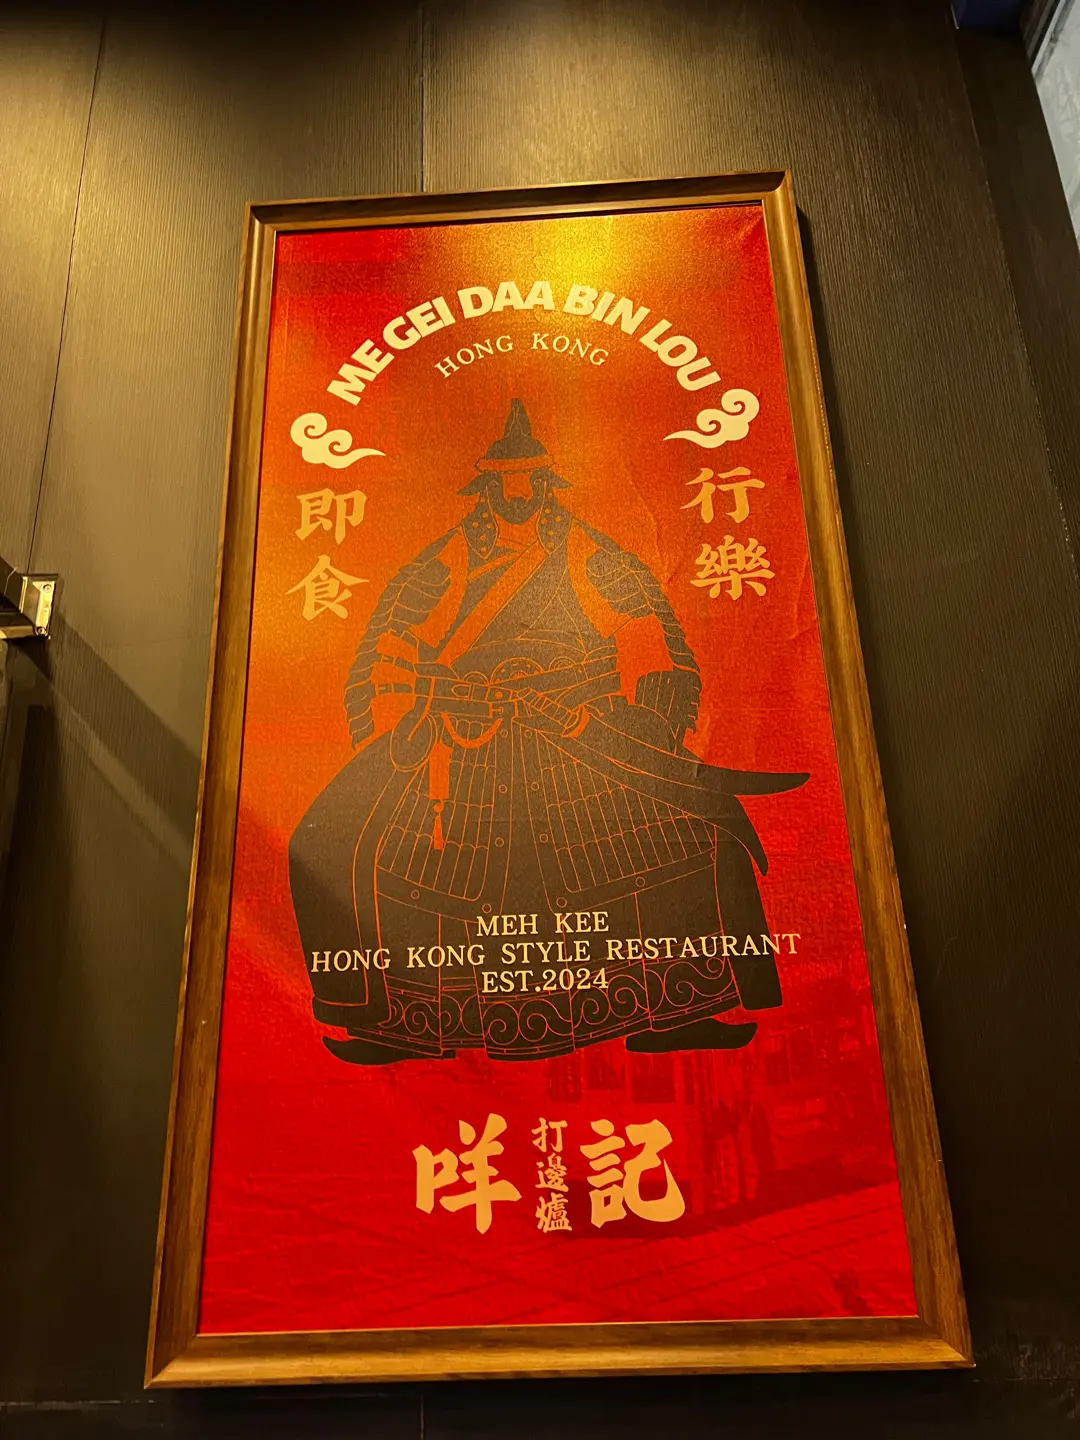 ME GEI DAA BIN LOU
HONG KONG
即食
行樂
MEH KEE
HONG KONG STYLE RESTAURANT
EST.2024
咩打邊爐記